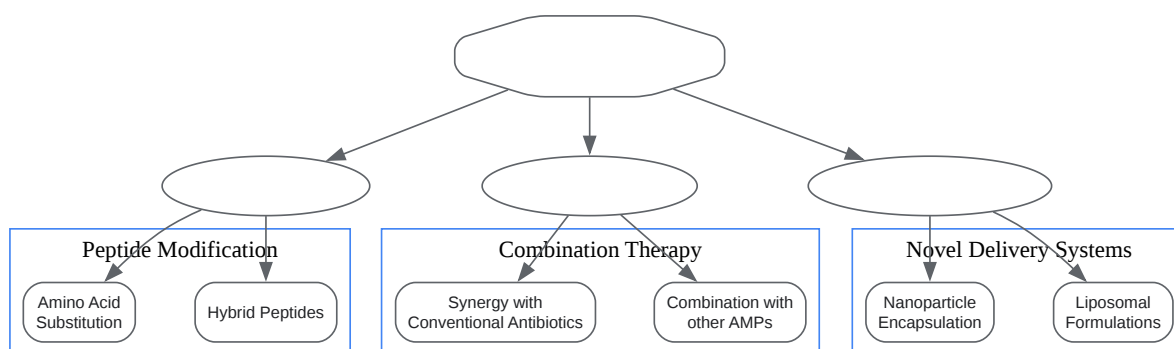 Peptide Modification
Combination Therapy
Novel Delivery Systems
Amino Acid
Substitution
Hybrid Peptides
Synergy with
Conventional Antibiotics
Combination with
other AMPs
Nanoparticle
Encapsulation
Liposomal
Formulations